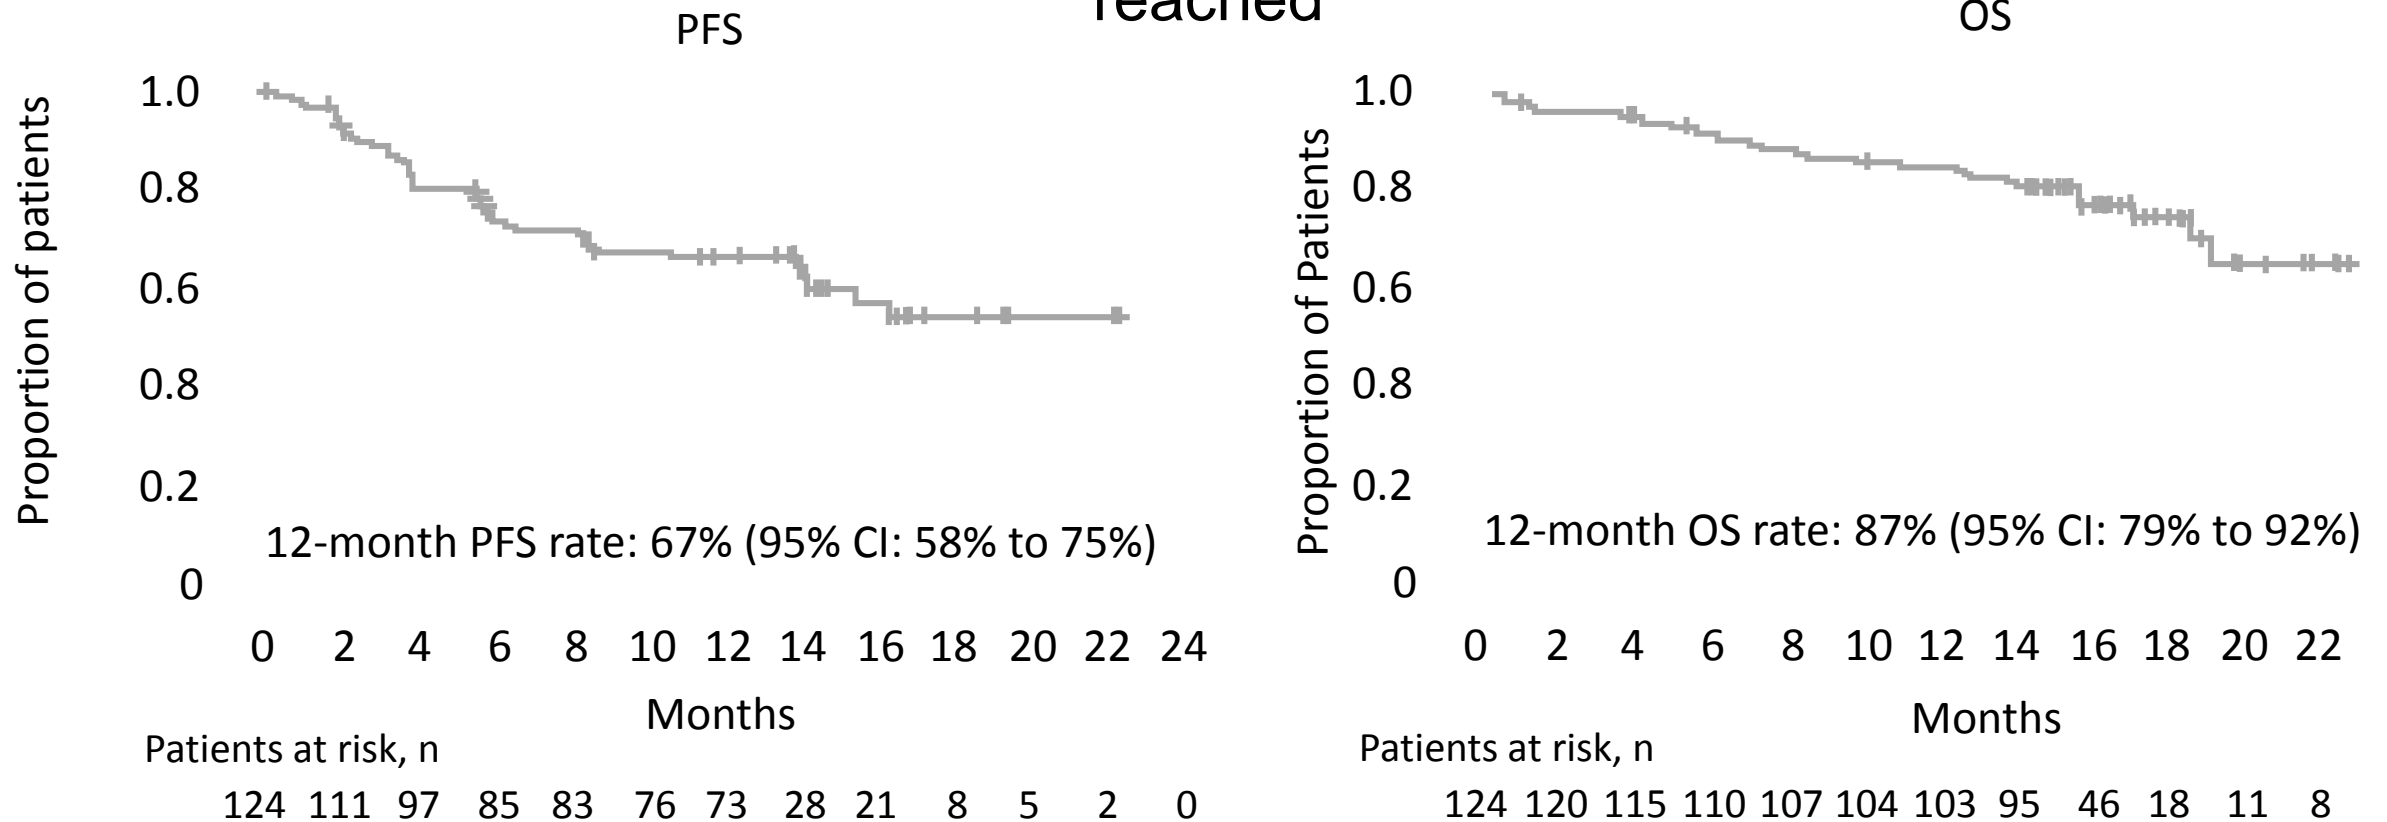 reached
PFS
Proportion of patients
1.0
0.8
0.6
0.8
0.2
0
12-month PFS rate: 67% (95% CI: 58% to 75%)
0 2 4 6 8 10 12 14 16 18 20 22 24
Months
Patients at risk, n
124 111 97 85 83 76 73 28 21 8 5 2 0
OS
Proportion of Patients
1.0
0.8
0.6
0.8
0.2
0
12-month OS rate: 87% (95% CI: 79% to 92%)
0 2 4 6 8 10 12 14 16 18 20 22
Months
Patients at risk, n
124 120 115 110 107 104 103 95 46 18 11 8